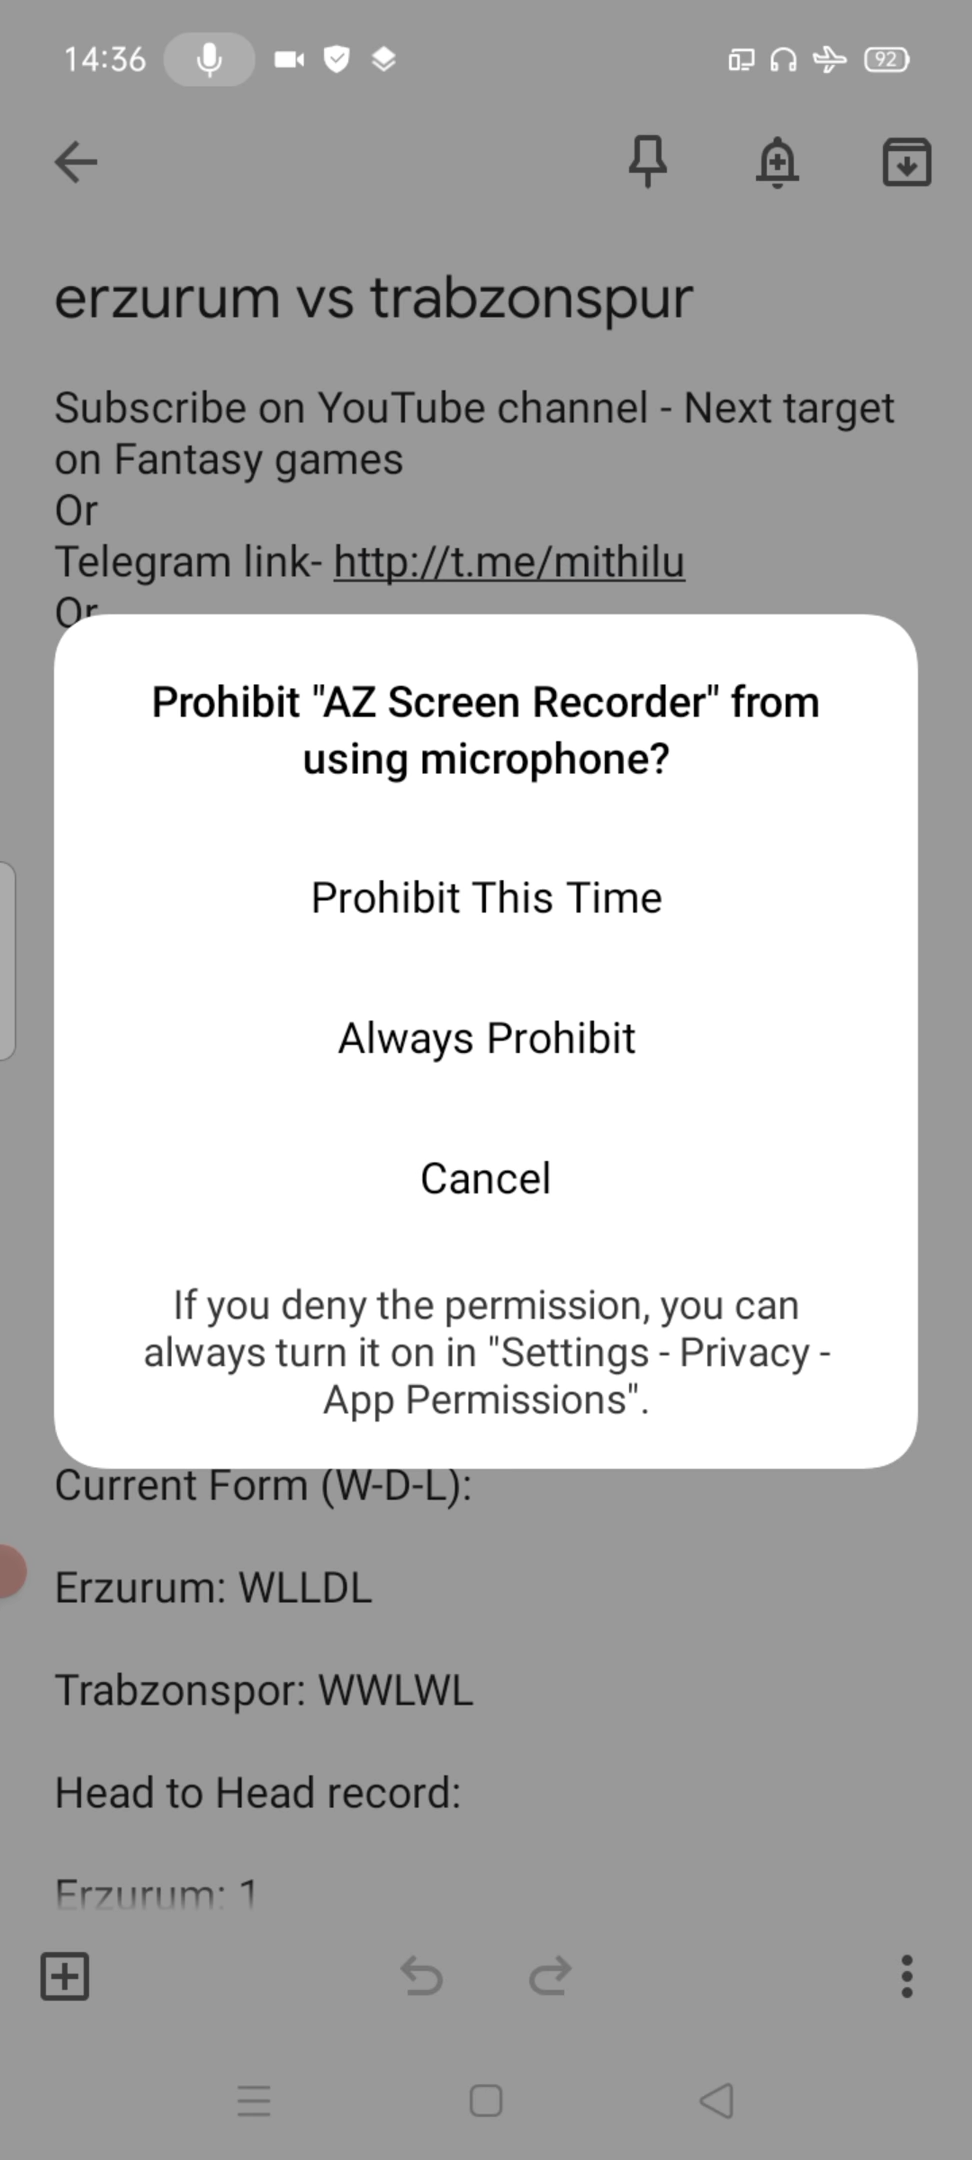 14:36
92
erzurum vs trabzonspur
Subscribe on YouTube channel - Next target
on Fantasy games
Or
Telegram link- http://t.me/mithilu
Or
Prohibit "AZ Screen Recorder" from
using microphone?
Prohibit This Time
Always Prohibit
Cancel
If you deny the permission, you can
always turn it on in "Settings - Privacy -
App Permissions".
Current Form (W-D-L):
Erzurum: WLLDL
Trabzonspor: WWLWL
Head to Head record:
Erzurum: 1